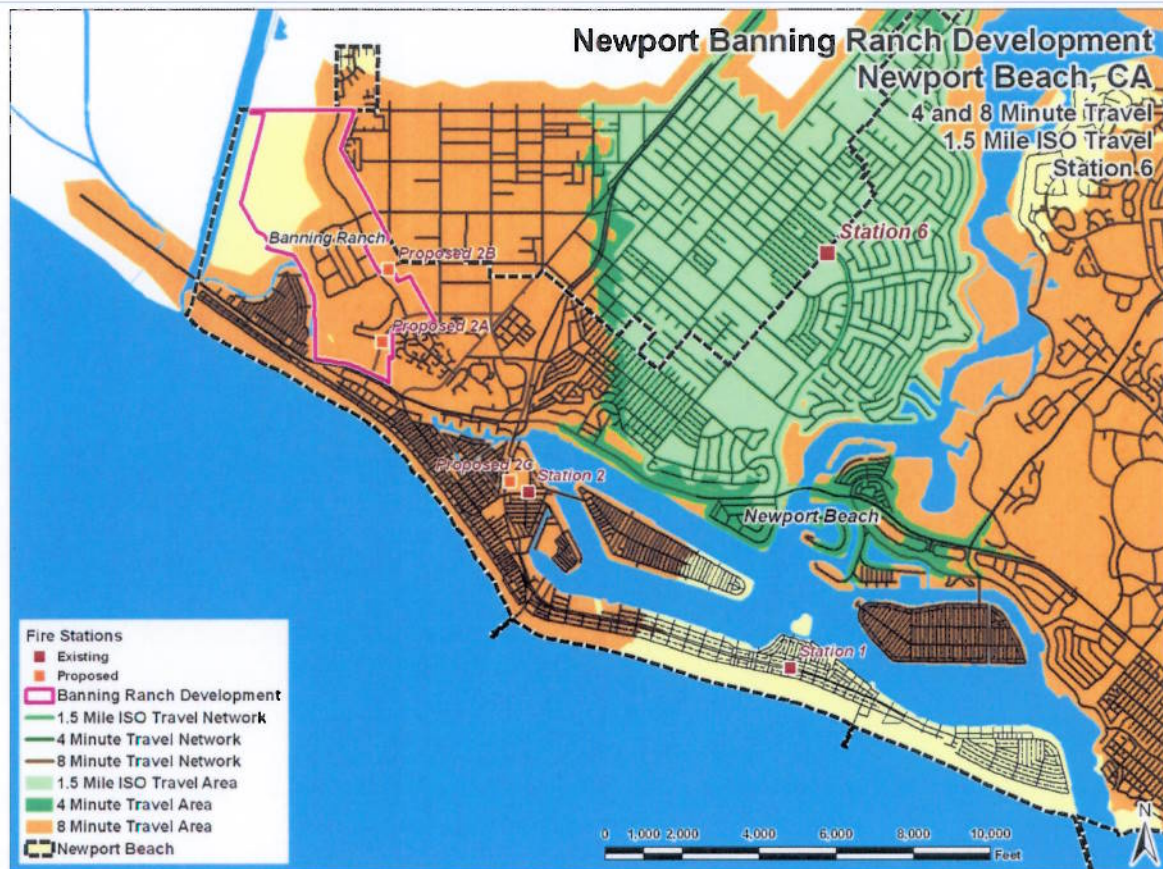 Newport Banning Ranch Development
Newport Beach, CA
4 and 8 Minute Travel
1.5 Mile ISO Travel
Station 6
Station 6
Banning Ranch
Proposed 2B
Proposed 2A
Proposed 2C
Station 2
Newport Beach
Station 1
Fire Stations
Existing
Proposed
Banning Ranch Development
1.5 Mile ISO Travel Network
4 Minute Travel Network
8 Minute Travel Network
1.5 Mile ISO Travel Area
4 Minute Travel Area
8 Minute Travel Area
Newport Beach
0 1,000 2,000 4,000 6,000 8,000 10,000
Feet
N